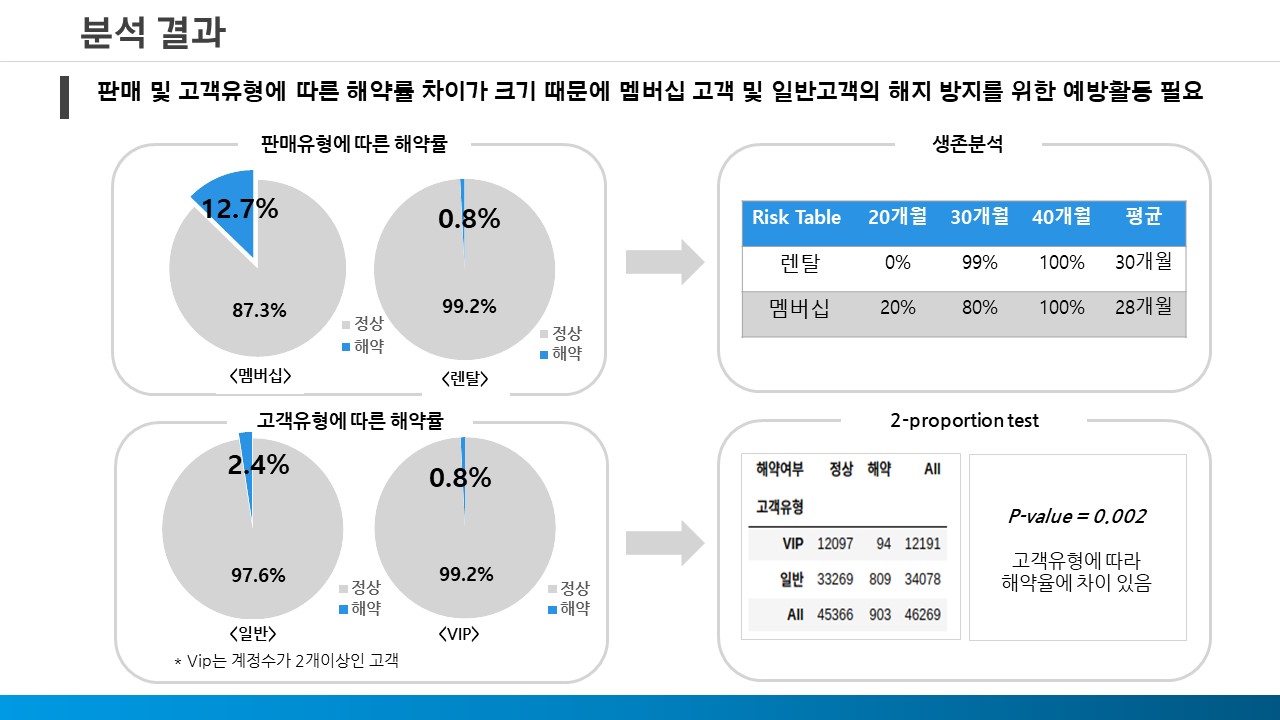 분석 결과
판매 및 고객유형에 따른 해약률 차이가 크기 때문에 멤버십 고객 및 일반고객의 해지 방지를 위한 예방활동 필요
판매유형에 따른 해약률
12.7%
87.3%
정상
해약
<멤버십>
0.8%
99.2%
정상
해약
<렌탈>
생존분석
Risk Table 20개월 30개월 40개월 평균
렌탈 0% 99% 100% 30개월
멤버십 20% 80% 100% 28개월
고객유형에 따른 해약률
2.4%
97.6%
정상
해약
<일반>
0.8%
99.2%
정상
해약
<VIP>
* Vip는 계정수가 2개이상인 고객
2-proportion test
해약여부 정상 해약 All
고객유형
VIP 12097 94 12191
일반 33269 809 34078
All 45366 903 46269
P-value = 0.002
고객유형에 따라
해약율에 차이 있음